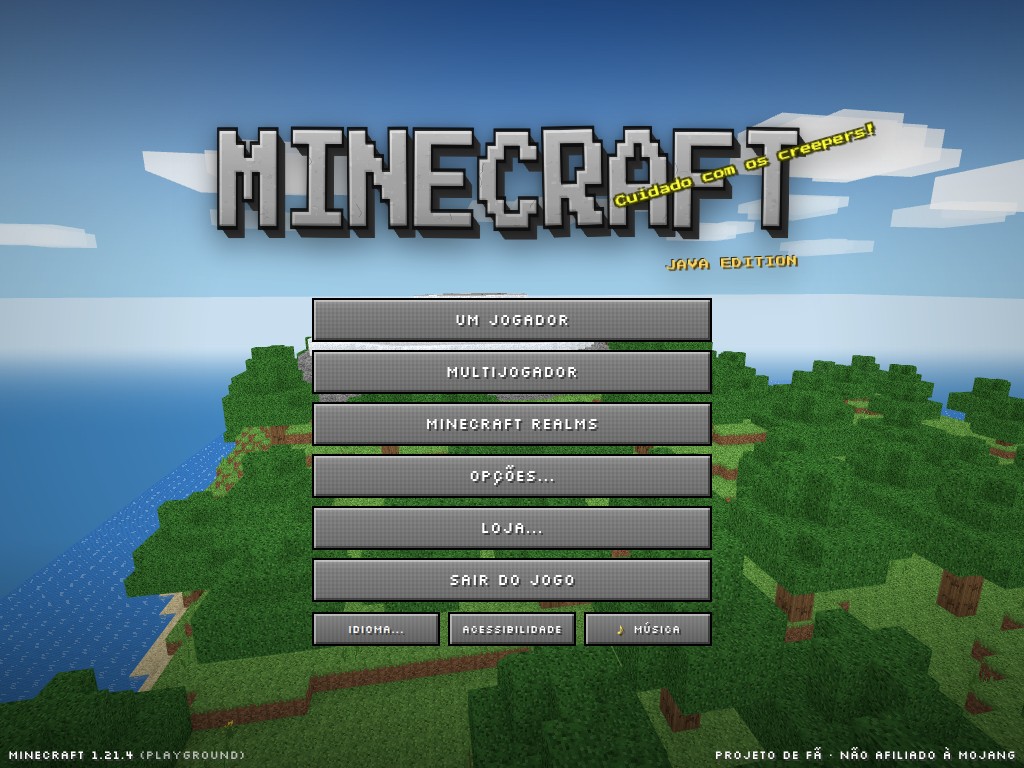 MINECRAFT
Cuidado com os creepers!
JAVA EDITION
UM JOGADOR
MULTIJOGADOR
MINECRAFT REALMS
OPÇÕES...
LOJA...
SAIR DO JOGO
IDIOMA...
ACESSIBILIDADE
♪ MÚSICA
MINECRAFT 1.21.4 (PLAYGROUND)
PROJETO DE FÃ · NÃO AFILIADO À MOJANG